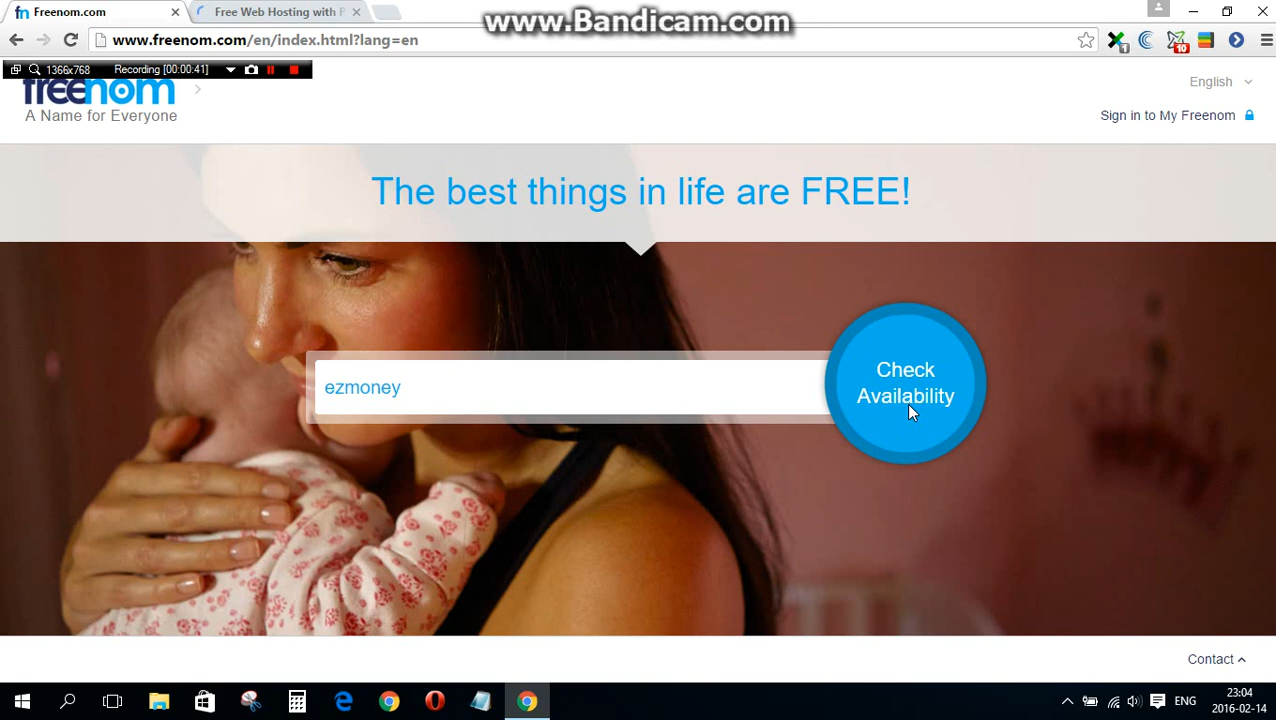 www.Bandicam.com
Freenom.com
Free Web Hosting with P
www.freenom.com/en/index.html?lang=en
1
10
1366x768
Recording [00:00:41]
freenom
A Name for Everyone
English
Sign in to My Freenom
The best things in life are FREE!
ezmoney
Check
Availability
Contact
ENG
23:04
2016-02-14